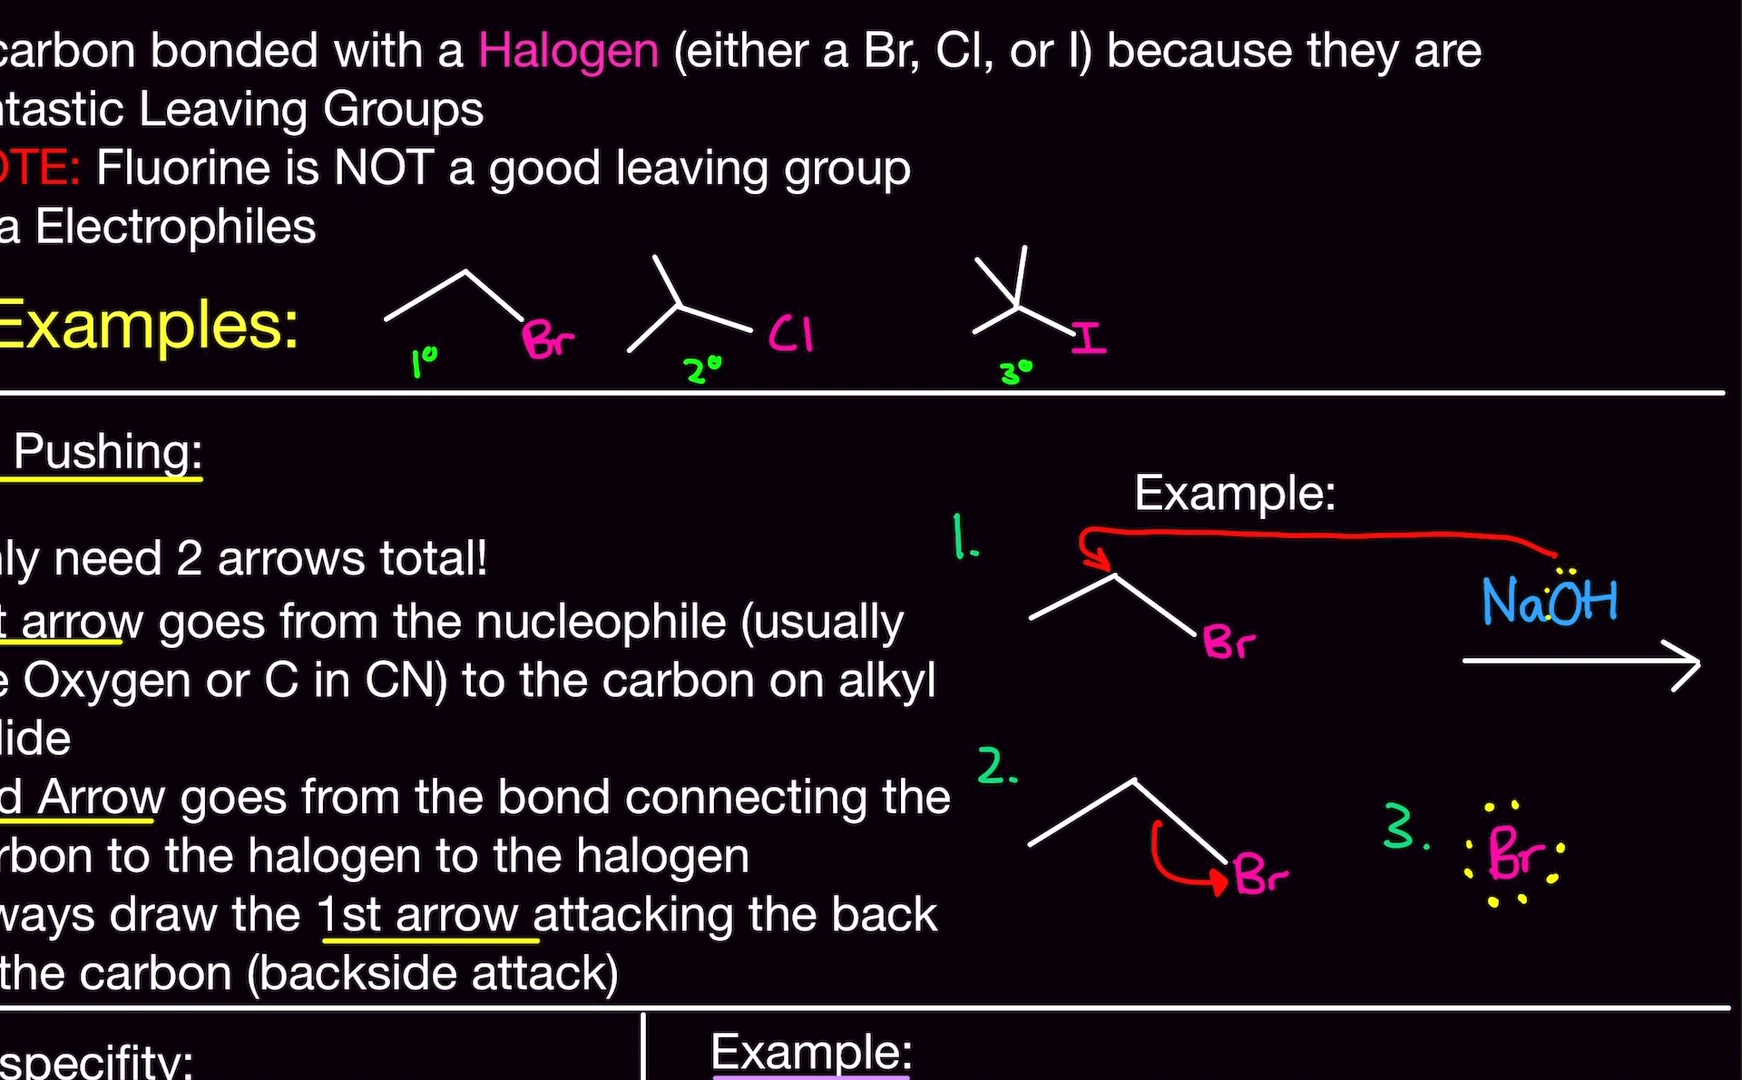 carbon bonded with a Halogen (either a Br, Cl, or I) because they are
ntastic Leaving Groups
OTE: Fluorine is NOT a good leaving group
a Electrophiles
Examples:
Br
1°
Cl
2°
I
3°
Pushing:
Example:
1.
nly need 2 arrows total!
t arrow goes from the nucleophile (usually
NaOH
Br
e Oxygen or C in CN) to the carbon on alkyl
lide
2.
d Arrow goes from the bond connecting the
3.
Br
rbon to the halogen to the halogen
Br
ways draw the 1st arrow attacking the back
the carbon (backside attack)
Example:
specifity: